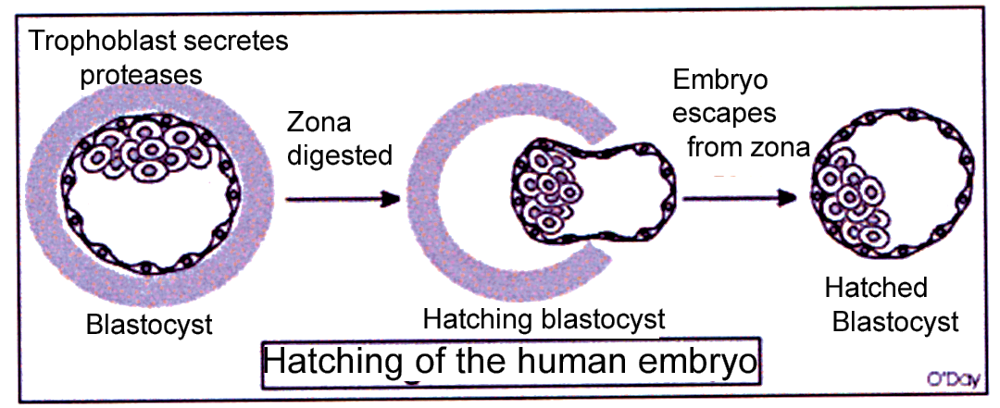 Trophoblast secretes
proteases
Zona
digested
Embryo
escapes
from zona
Blastocyst
Hatching blastocyst
Hatched
Blastocyst
Hatching of the human embryo
O'Day